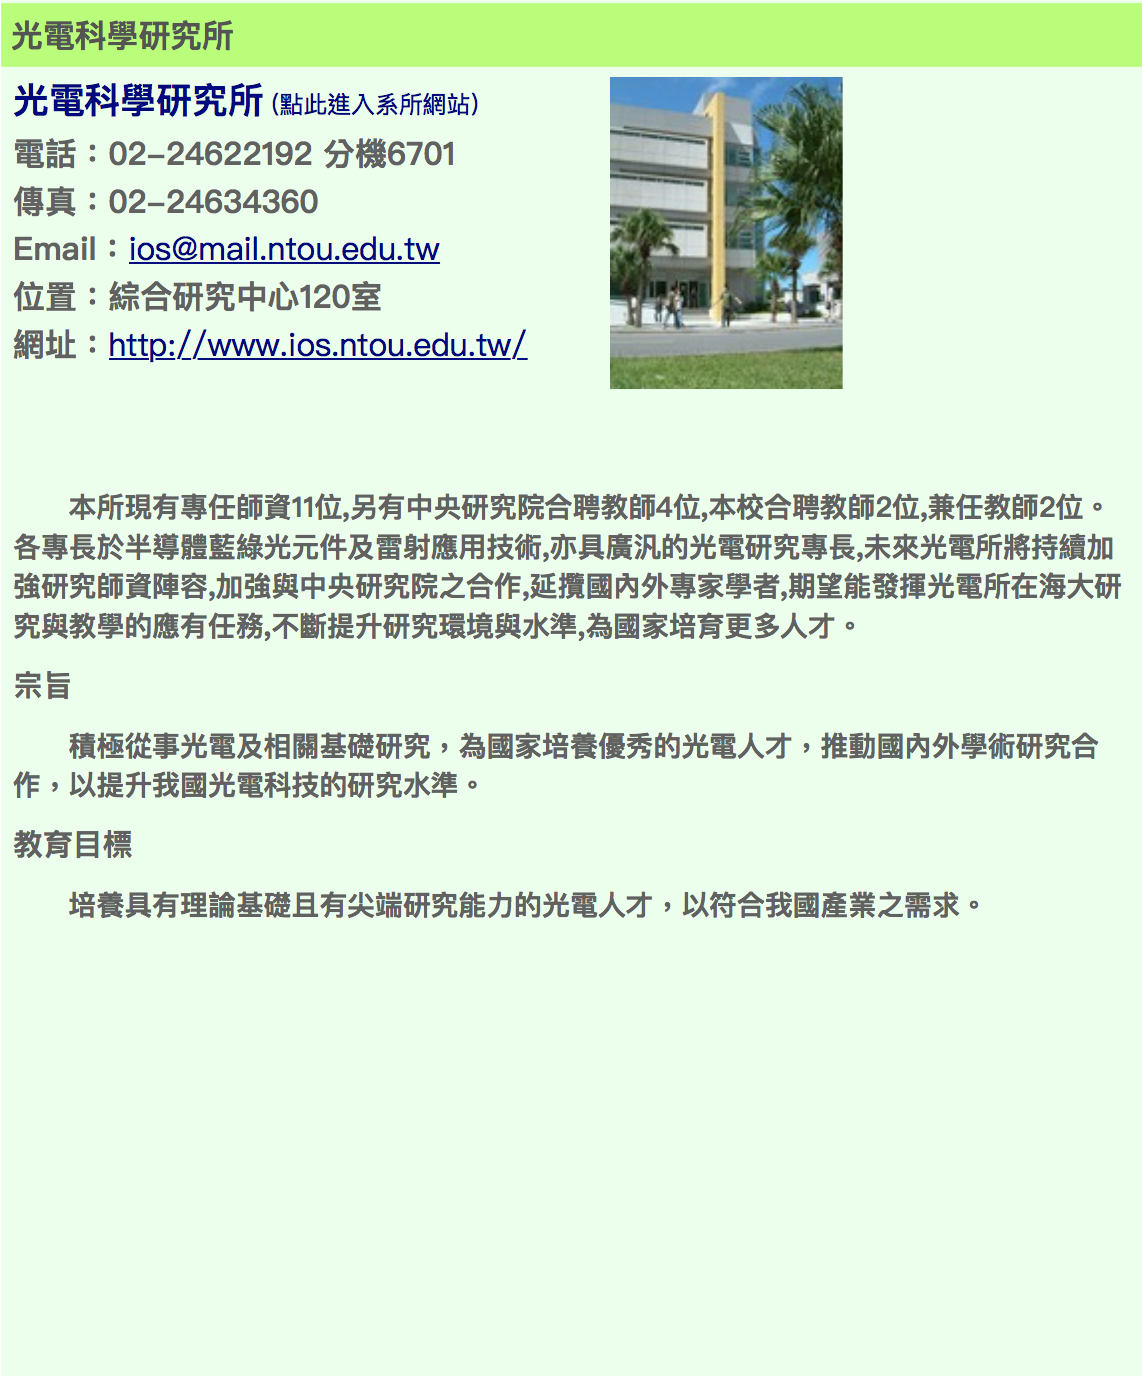 光電科學研究所
光電科學研究所 (點此進入系所網站)
電話：02-24622192 分機6701
傳真：02-24634360
Email：ios@mail.ntou.edu.tw
位置：綜合研究中心120室
網址：http://www.ios.ntou.edu.tw/
本所現有專任師資11位,另有中央研究院合聘教師4位,本校合聘教師2位,兼任教師2位。
各專長於半導體藍綠光元件及雷射應用技術,亦具廣汎的光電研究專長,未來光電所將持續加
強研究師資陣容,加強與中央研究院之合作,延攬國內外專家學者,期望能發揮光電所在海大研
究與教學的應有任務,不斷提升研究環境與水準,為國家培育更多人才。
宗旨
積極從事光電及相關基礎研究，為國家培養優秀的光電人才，推動國內外學術研究合
作，以提升我國光電科技的研究水準。
教育目標
培養具有理論基礎且有尖端研究能力的光電人才，以符合我國產業之需求。